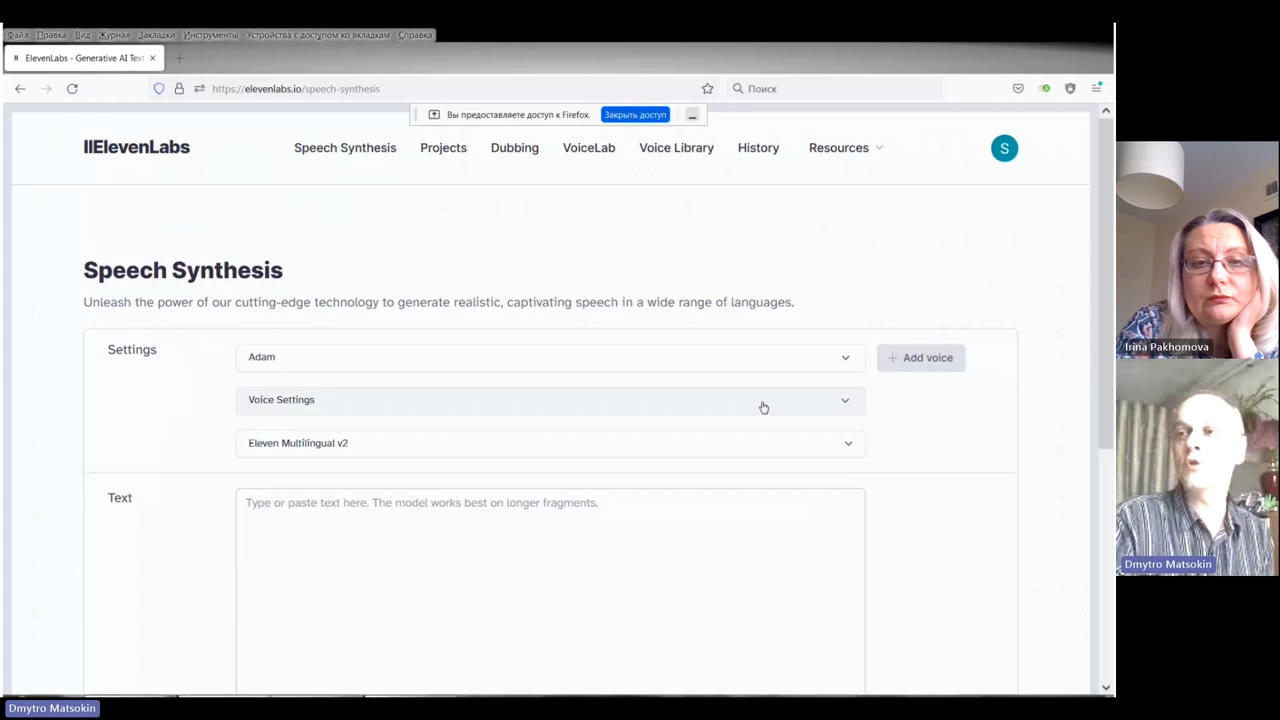 Файл Правка Вид Журнал Закладки Инструменты Устройства с доступом ко вкладкам Справка
ElevenLabs - Generative AI Text
https://elevenlabs.io/speech-synthesis
Поиск
Вы предоставляете доступ к Firefox. Закрыть доступ
IIElevenLabs
Speech Synthesis Projects Dubbing VoiceLab Voice Library History Resources
S
Speech Synthesis
Unleash the power of our cutting-edge technology to generate realistic, captivating speech in a wide range of languages.
Settings
Adam
+ Add voice
Voice Settings
Eleven Multilingual v2
Text
Type or paste text here. The model works best on longer fragments.
Irina Pakhomova
Dmytro Matsokin
Dmytro Matsokin